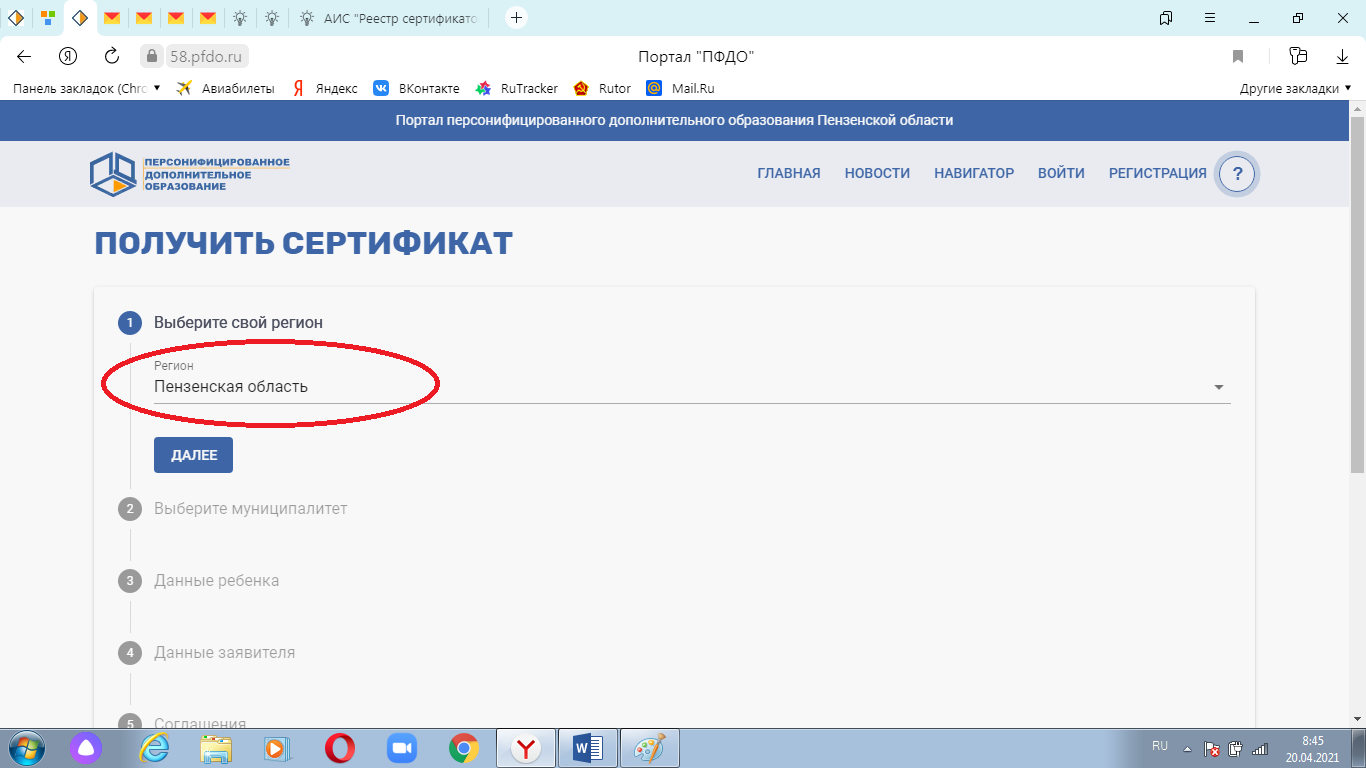 АИС "Реестр сертификато
58.pfdo.ru
Портал "ПФДО"
Панель закладок (Chrc
Авиабилеты
Яндекс
ВКонтакте
RuTracker
Rutor
Mail.Ru
Другие закладки
Портал персонифицированного дополнительного образования Пензенской области
ПЕРСОНИФИЦИРОВАННОЕ
ДОПОЛНИТЕЛЬНОЕ
ОБРАЗОВАНИЕ
ГЛАВНАЯ
НОВОСТИ
НАВИГАТОР
ВОЙТИ
РЕГИСТРАЦИЯ
?
ПОЛУЧИТЬ СЕРТИФИКАТ
1 Выберите свой регион
Регион
Пензенская область
ДАЛЕЕ
2 Выберите муниципалитет
3 Данные ребенка
4 Данные заявителя
5 Соглашения
RU
8:45
20.04.2021